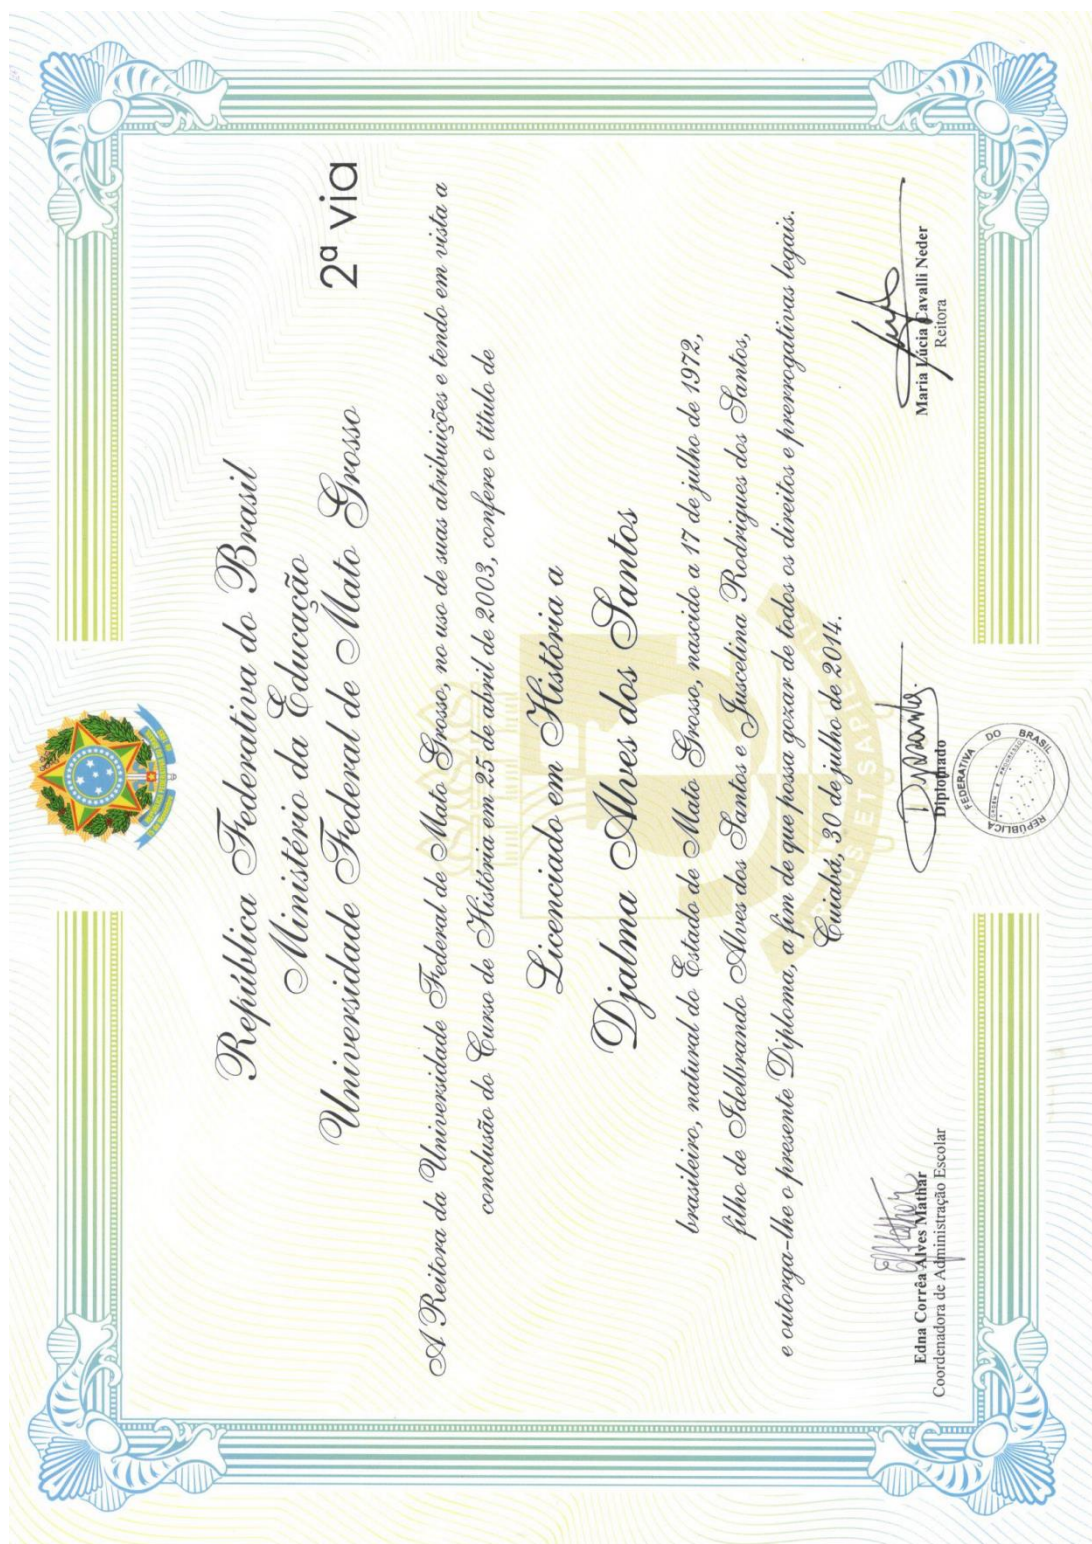 República Federativa do Brasil
Ministério da Educação
Universidade Federal de Mato Grosso
2ª via
A Reitora da Universidade Federal de Mato Grosso, no uso de suas atribuições e tendo em vista a
conclusão do Curso de História em 25 de abril de 2003, confere o título de
Licenciado em História a
Djalma Alves dos Santos
brasileiro, natural do Estado de Mato Grosso, nascido a 17 de julho de 1972,
filho de Idelbrando Alves dos Santos e Juscelina Rodrigues dos Santos,
e outorga-lhe o presente Diploma, a fim de que possa gozar de todos os direitos e prerrogativas legais.
Cuiabá, 30 de julho de 2014.
Edna Corrêa Alves Mathar
Coordenadora de Administração Escolar
Diplomado
Maria Lúcia Cavalli Neder
Reitora
REPÚBLICA FEDERATIVA DO BRASIL